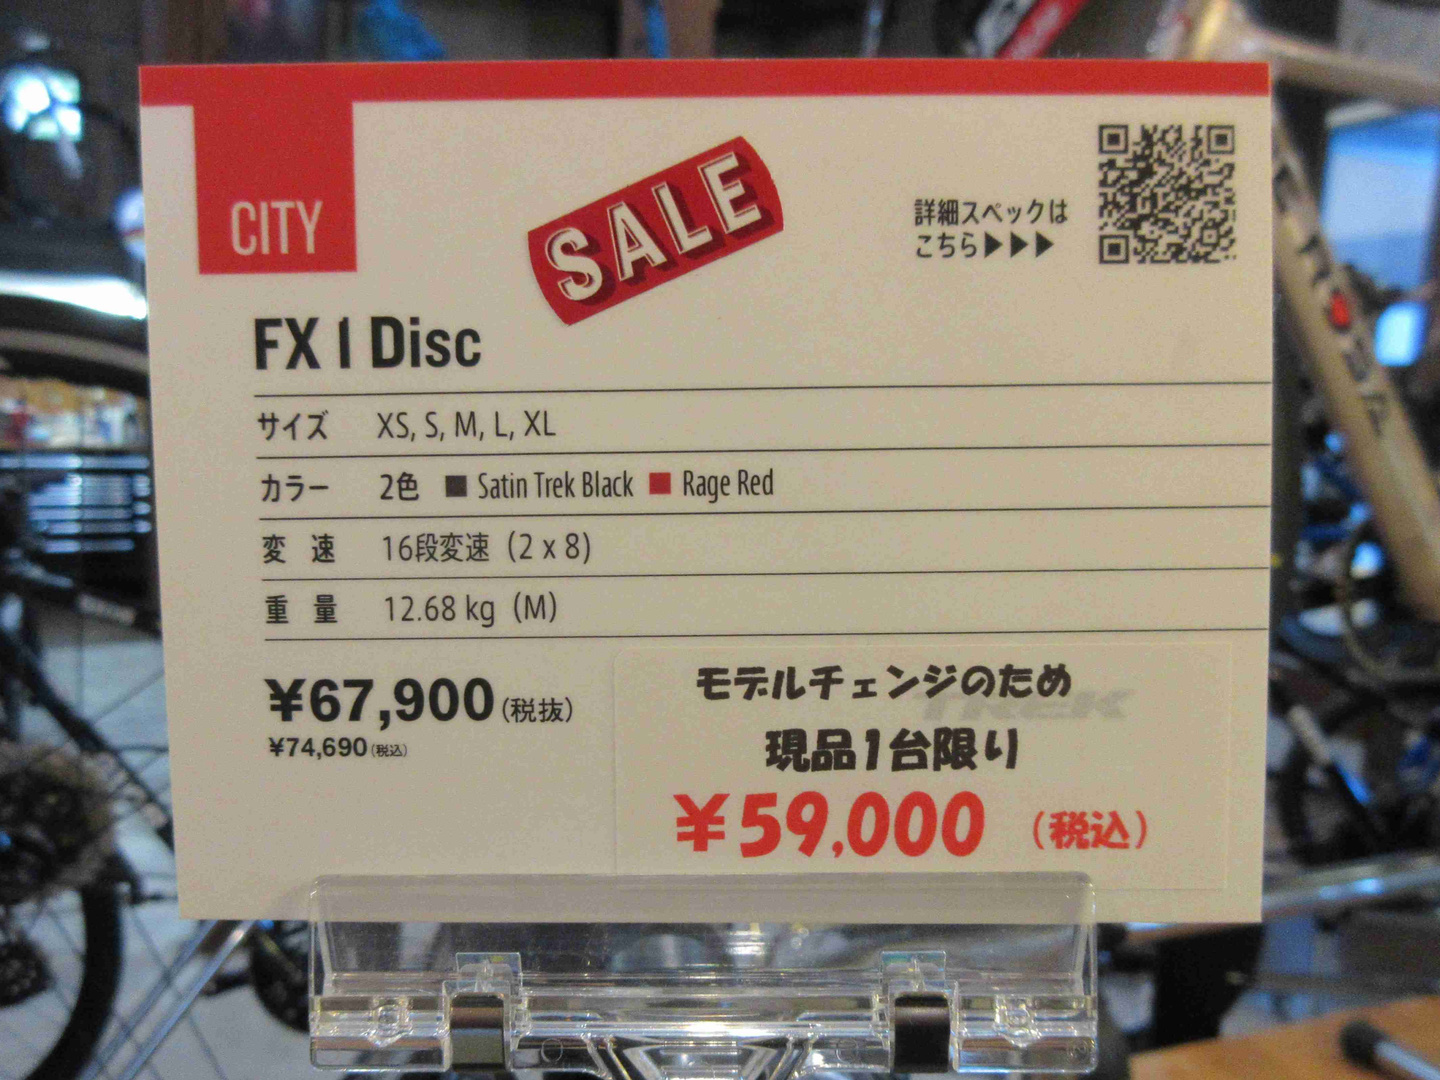 CITY
SALE
詳細スペックは
こちら▶▶▶
FX 1 Disc
サイズ XS, S, M, L, XL
カラー 2色 ■ Satin Trek Black ■ Rage Red
変 速 16段変速（2 x 8）
重 量 12.68 kg（M）
¥67,900(税抜)
¥74,690(税込)
モデルチェンジのため
TREK
現品1台限り
¥59,000（税込）